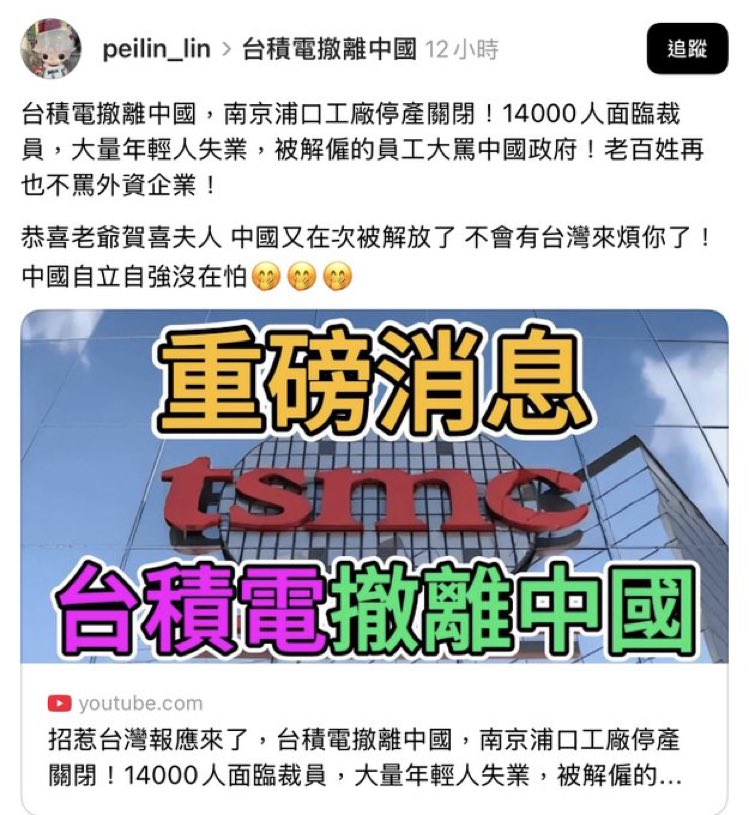 peilin_lin > 台積電撤離中國 12小時
追蹤
台積電撤離中國，南京浦口工廠停產關閉！14000人面臨裁
員，大量年輕人失業，被解僱的員工大罵中國政府！老百姓再
也不罵外資企業！
恭喜老爺賀喜夫人 中國又在次被解放了 不會有台灣來煩你了！
中國自立自強沒在怕🤭🤭🤭
重磅消息
tsmc
台積電撤離中國
youtube.com
招惹台灣報應來了，台積電撤離中國，南京浦口工廠停產
關閉！14000人面臨裁員，大量年輕人失業，被解僱的...